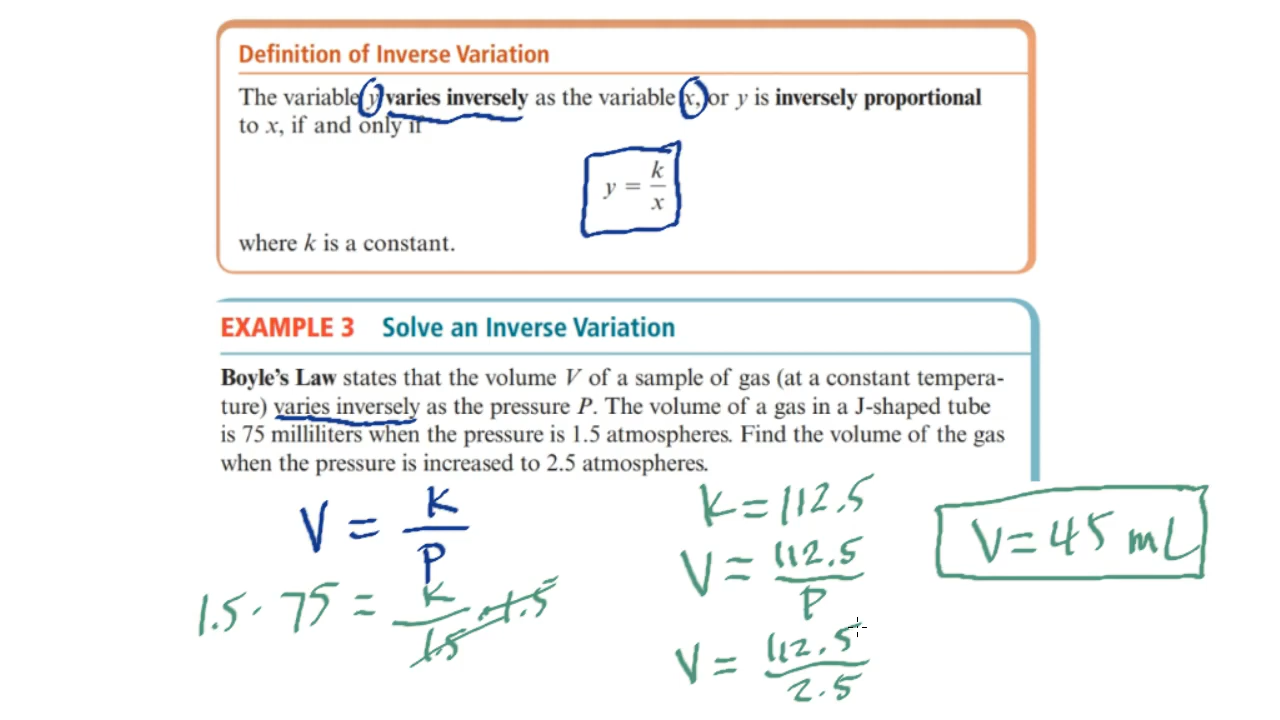 Definition of Inverse Variation
The variable y varies inversely as the variable x, or y is inversely proportional
to x, if and only if
y = k/x
where k is a constant.
EXAMPLE 3 Solve an Inverse Variation
Boyle's Law states that the volume V of a sample of gas (at a constant tempera-
ture) varies inversely as the pressure P. The volume of a gas in a J-shaped tube
is 75 milliliters when the pressure is 1.5 atmospheres. Find the volume of the gas
when the pressure is increased to 2.5 atmospheres.
V = K/P
1.5 · 75 = K/1.5 · 1.5
K = 112.5
V = 112.5/P
V = 112.5/2.5
V = 45 mL